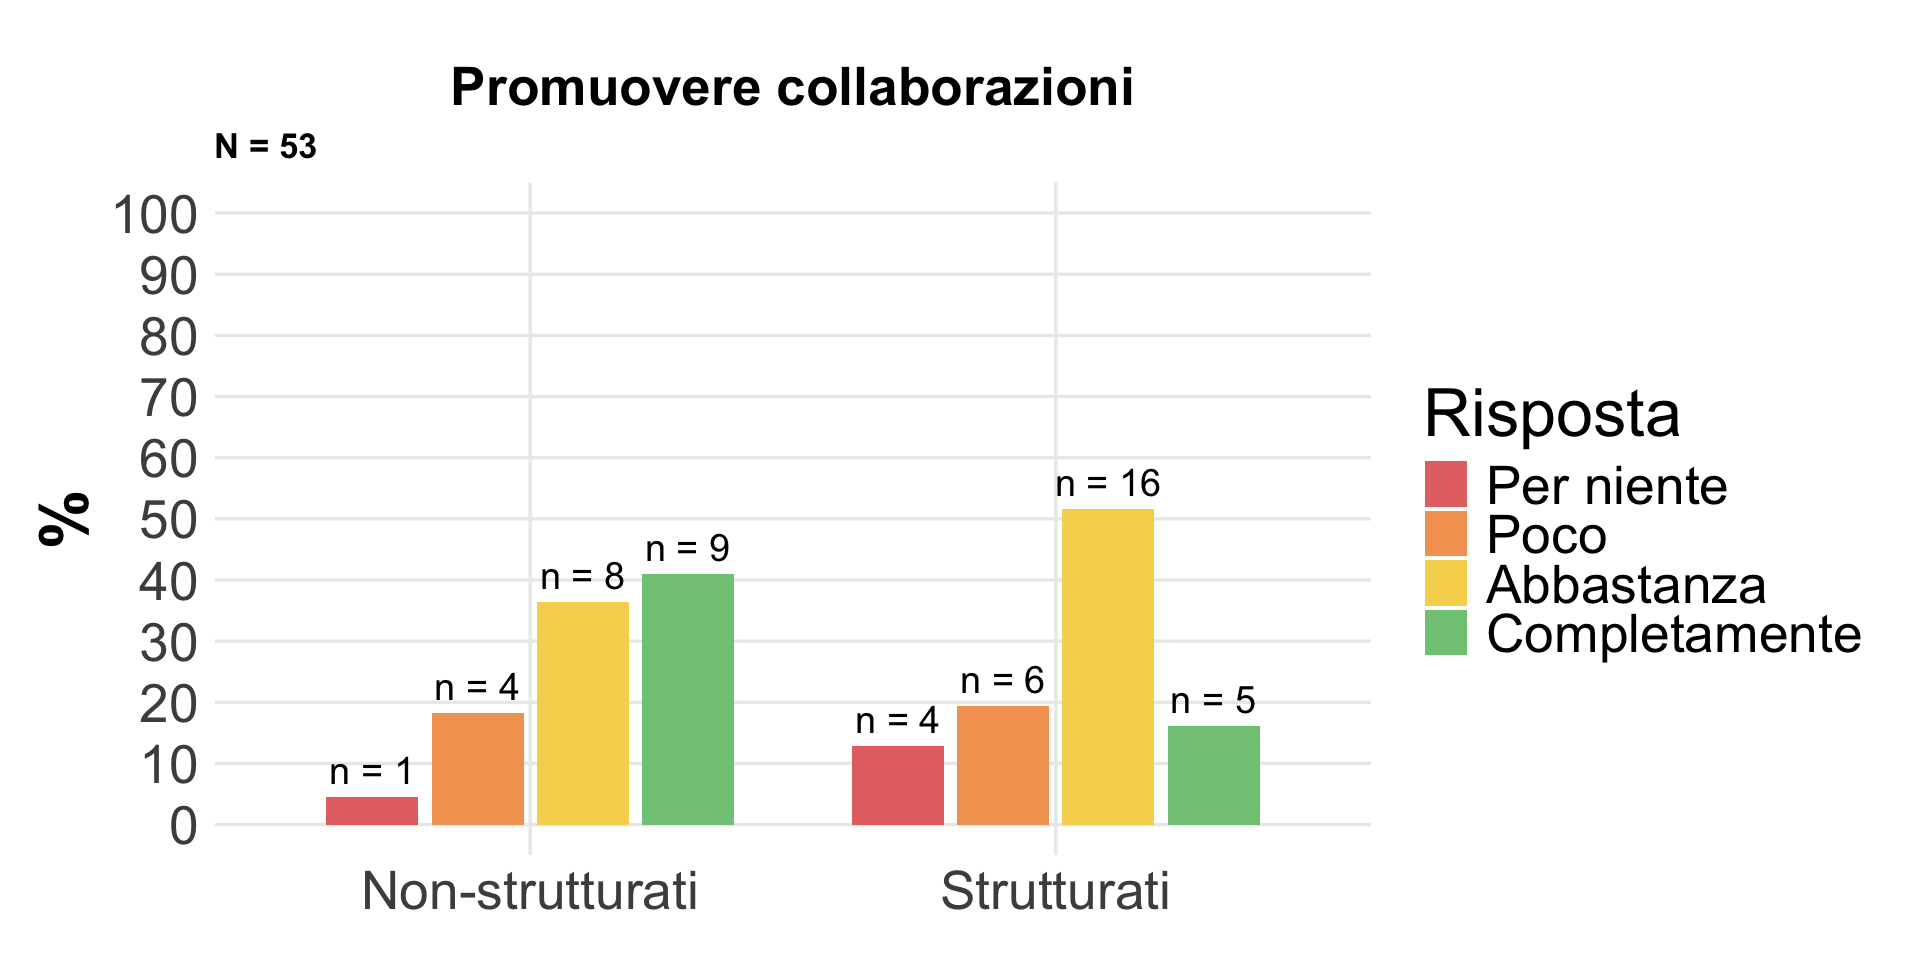 Promuovere collaborazioni
N = 53
%
100
90
80
70
60
50
40
30
20
10
0
n = 1
n = 4
n = 8
n = 9
n = 4
n = 6
n = 16
n = 5
Non-strutturati
Strutturati
Risposta
Per niente
Poco
Abbastanza
Completamente